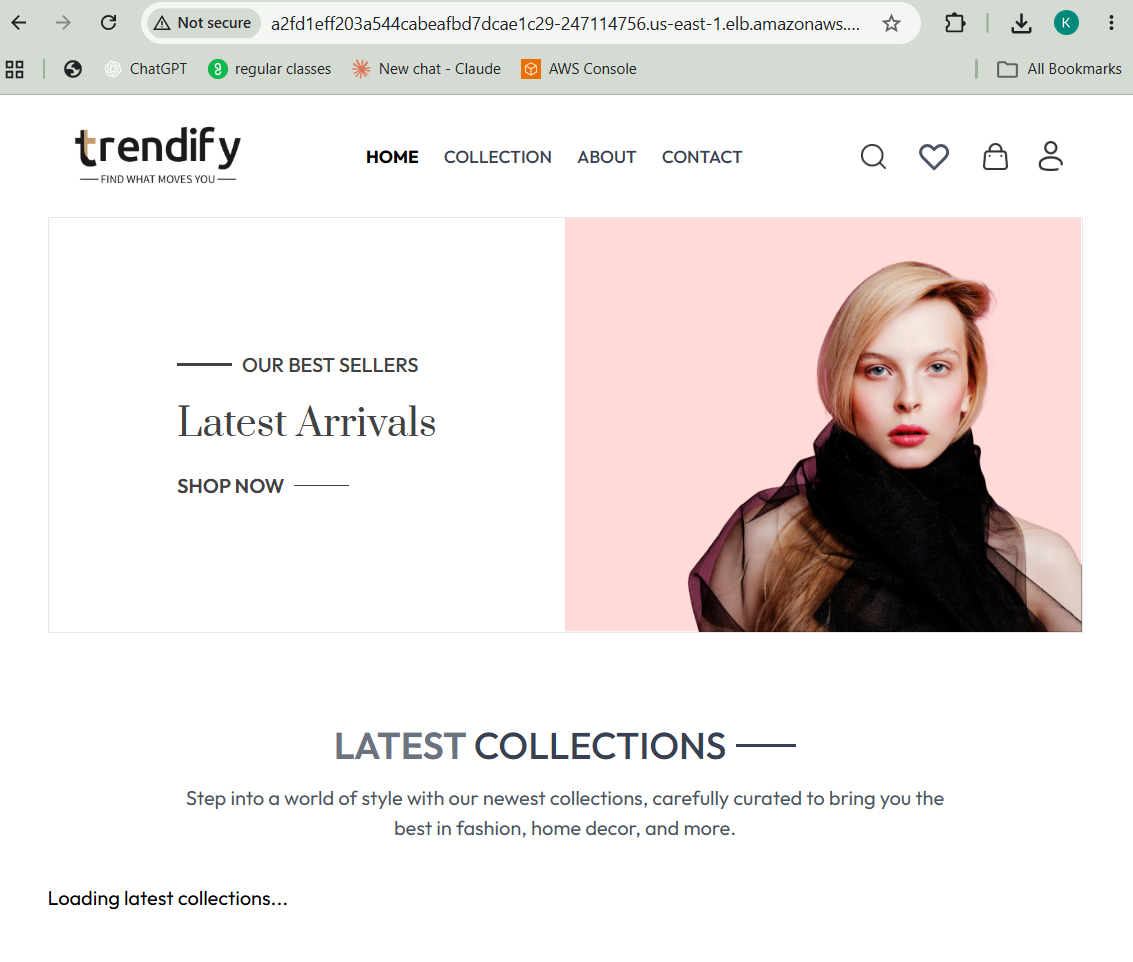 Not secure
a2fd1eff203a544cabeafbd7dcae1c29-247114756.us-east-1.elb.amazonaws....
K
ChatGPT
regular classes
New chat - Claude
AWS Console
All Bookmarks
trendify
FIND WHAT MOVES YOU
HOME
COLLECTION
ABOUT
CONTACT
OUR BEST SELLERS
Latest Arrivals
SHOP NOW
LATEST COLLECTIONS
Step into a world of style with our newest collections, carefully curated to bring you the
best in fashion, home decor, and more.
Loading latest collections...